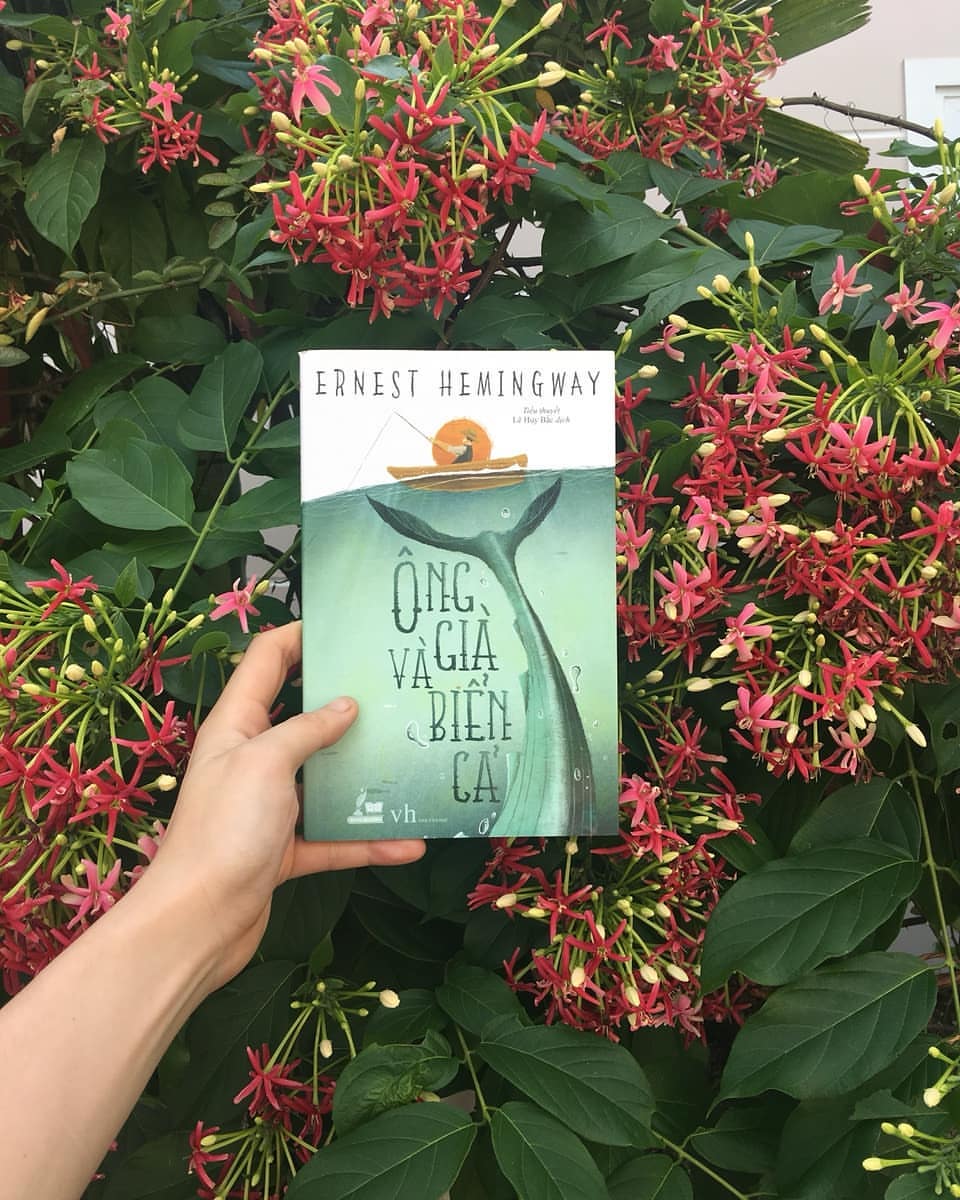 ERNEST HEMINGWAY
Tiểu thuyết
Lê Huy Bắc dịch
ÔNG
GIÀ
VÀ
BIỂN
CẢ
vh